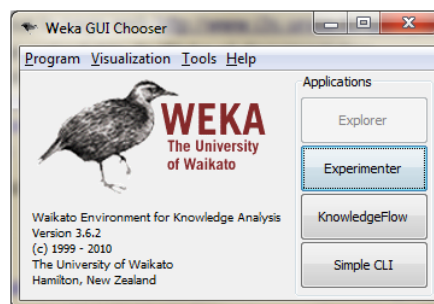 Weka GUI Chooser
Program Visualization Tools Help
Applications
Explorer
Experimenter
KnowledgeFlow
Simple CLI
WEKA
The University
of Waikato
Waikato Environment for Knowledge Analysis
Version 3.6.2
(c) 1999 - 2010
The University of Waikato
Hamilton, New Zealand